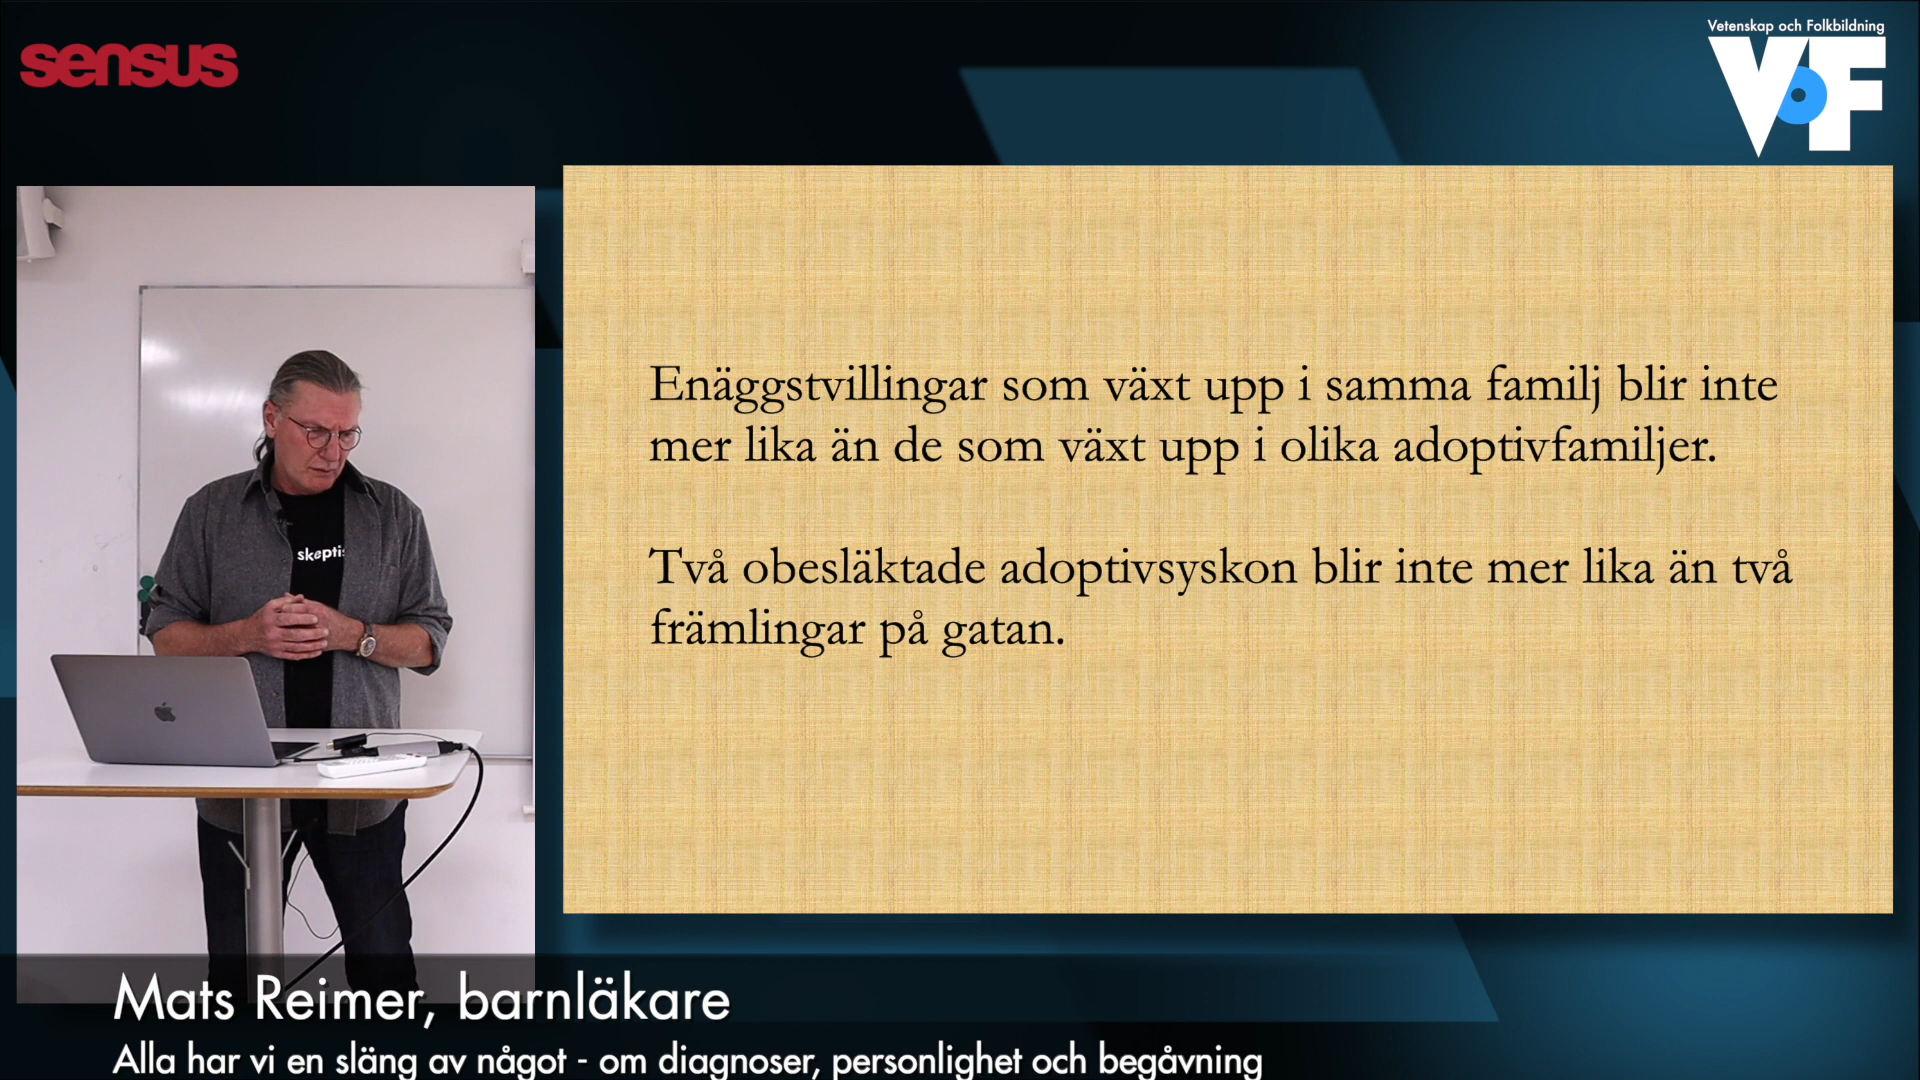 sensus
Vetenskap och Folkbildning
VoF
skeptis
Enäggstvillingar som växt upp i samma familj blir inte
mer lika än de som växt upp i olika adoptivfamiljer.
Två obesläktade adoptivsyskon blir inte mer lika än två
främlingar på gatan.
Mats Reimer, barnläkare
Alla har vi en släng av något - om diagnoser, personlighet och begåvning